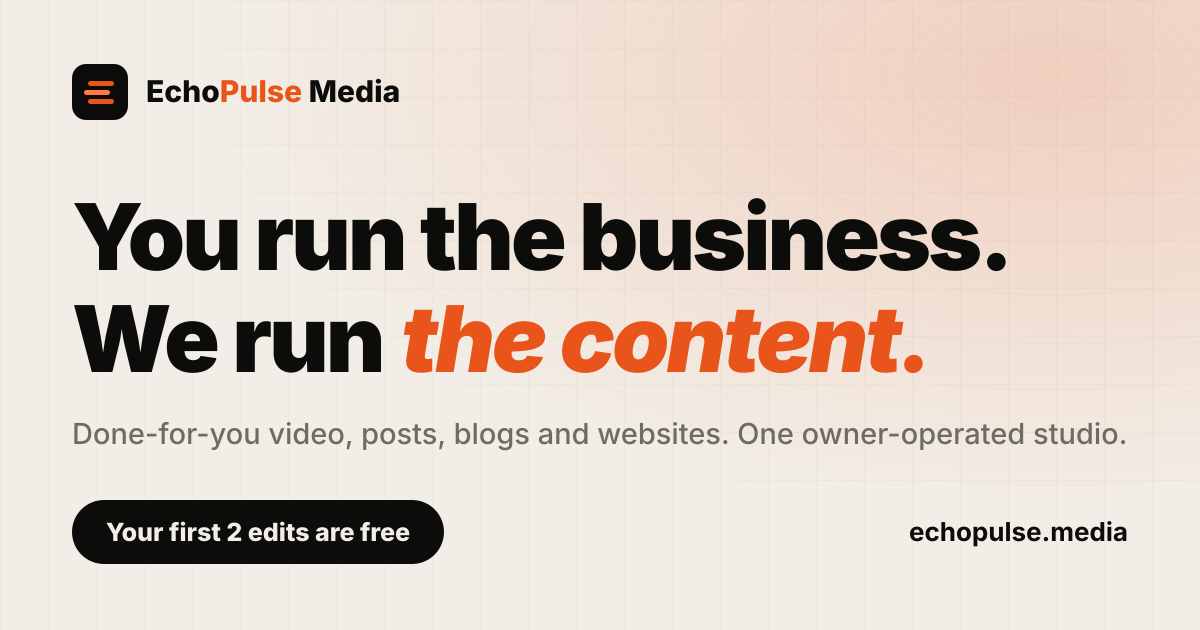 EchoPulse Media
You run the business.
We run the content.
Done-for-you video, posts, blogs and websites. One owner-operated studio.
Your first 2 edits are free
echopulse.media